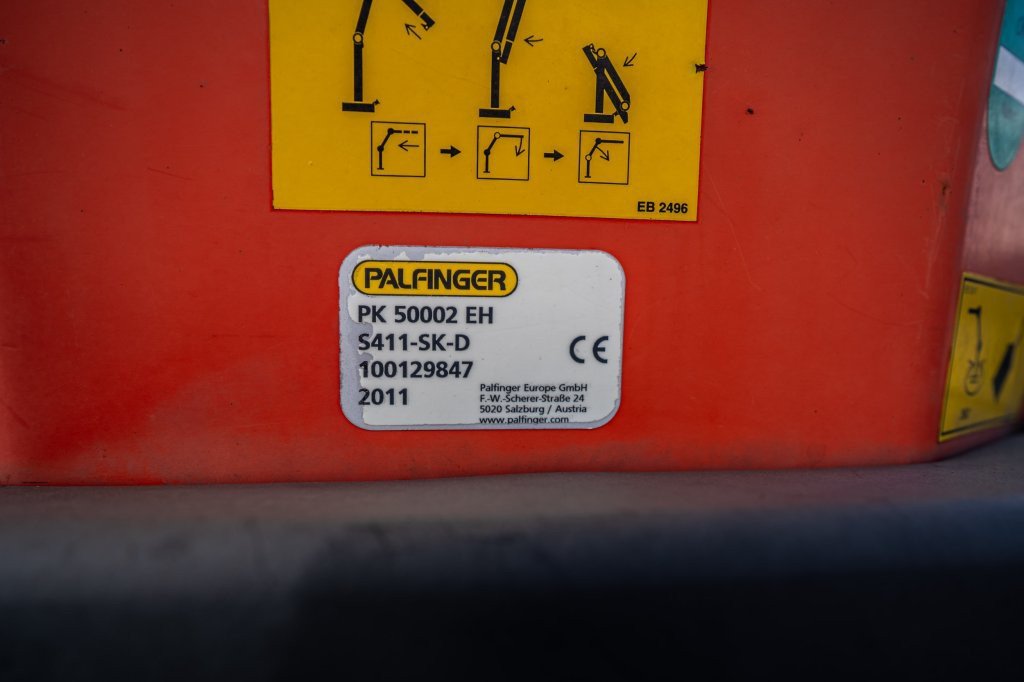 EB 2496
PALFINGER
PK 50002 EH
S411-SK-D
100129847
2011
CE
Palfinger Europe GmbH
F.-W.-Scherer-Straße 24
5020 Salzburg / Austria
www.palfinger.com